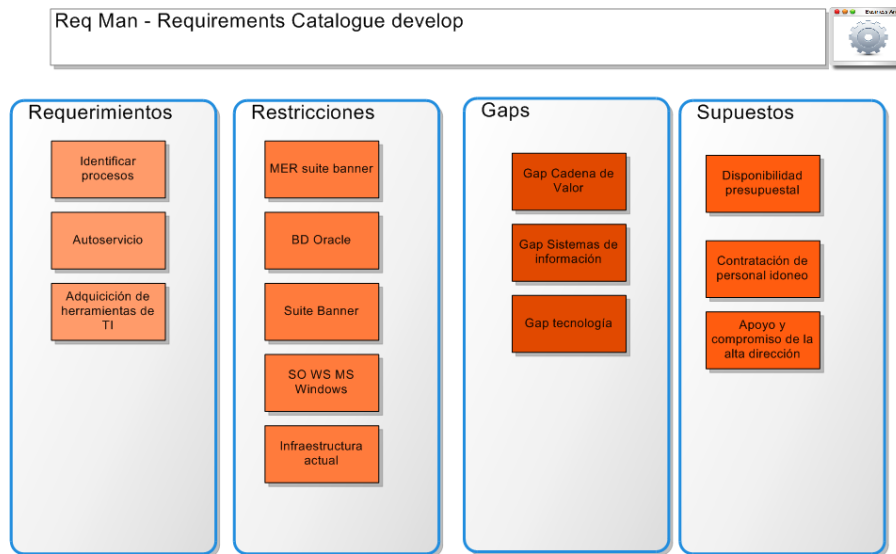 Req Man - Requirements Catalogue develop
Requerimientos
Identificar
procesos
Autoservicio
Adquicición de
herramientas de
TI
Restricciones
MER suite banner
BD Oracle
Suite Banner
SO WS MS
Windows
Infraestructura
actual
Gaps
Gap Cadena de
Valor
Gap Sistemas de
información
Gap tecnología
Supuestos
Disponibilidad
presupuestal
Contratación de
personal idoneo
Apoyo y
compromiso de la
alta dirección